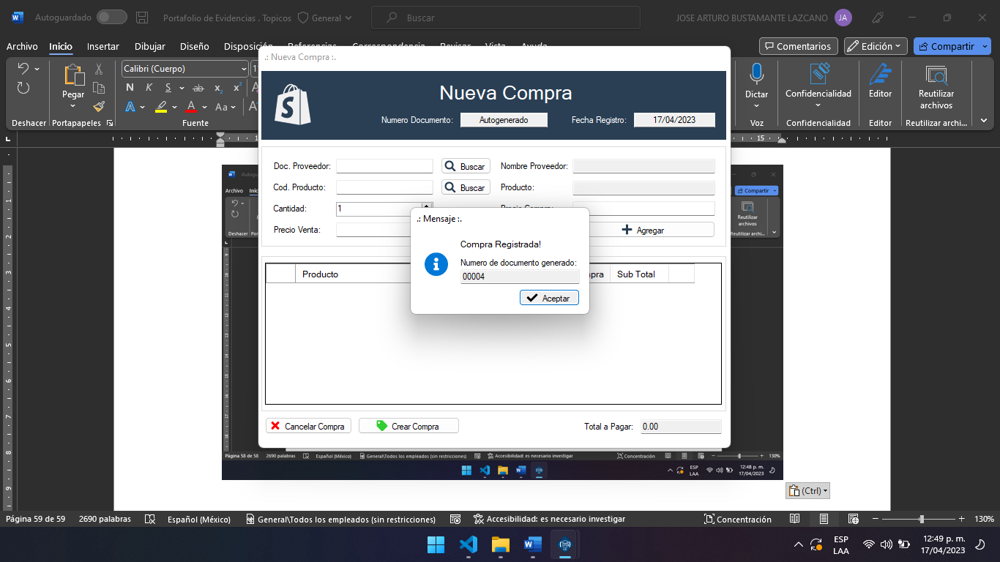 Autoguardado
Portafolio de Evidencias . Topicos
General
Buscar
JOSE ARTURO BUSTAMANTE LAZCANO
JA
Archivo Inicio Insertar Dibujar Diseño Disposición Referencias Correspondencia Revisar Vista Ayuda
Comentarios
Edición
Compartir
Calibri (Cuerpo)
N K S ab x₂ x²
A A Aa
Pegar
Deshacer
Portapapeles
Fuente
Dictar
Voz
Confidencialidad
Confidencialidad
Editor
Editor
Reutilizar
archivos
Reutilizar archi...
.: Nueva Compra :.
Nueva Compra
Numero Documento: Autogenerado
Fecha Registro: 17/04/2023
Doc. Proveedor: Buscar Nombre Proveedor:
Cod. Producto: Buscar Producto:
Cantidad: 1 Precio Compra:
Precio Venta: Agregar
.: Mensaje :.
Compra Registrada!
Numero de documento generado:
00004
Aceptar
Producto Sub Total
Cancelar Compra
Crear Compra
Total a Pagar: 0.00
Archivo
Compartir
Reutilizar
archivos
Deshacer
Reutilizar archi...
Página 58 de 58 2690 palabras Español (México) General\Todos los empleados (sin restricciones) Accesibilidad: es necesario investigar Concentración 130%
ESP
LAA
12:48 p. m.
17/04/2023
(Ctrl)
Página 59 de 59 2690 palabras Español (México) General\Todos los empleados (sin restricciones) Accesibilidad: es necesario investigar Concentración 130%
ESP
LAA
12:49 p. m.
17/04/2023